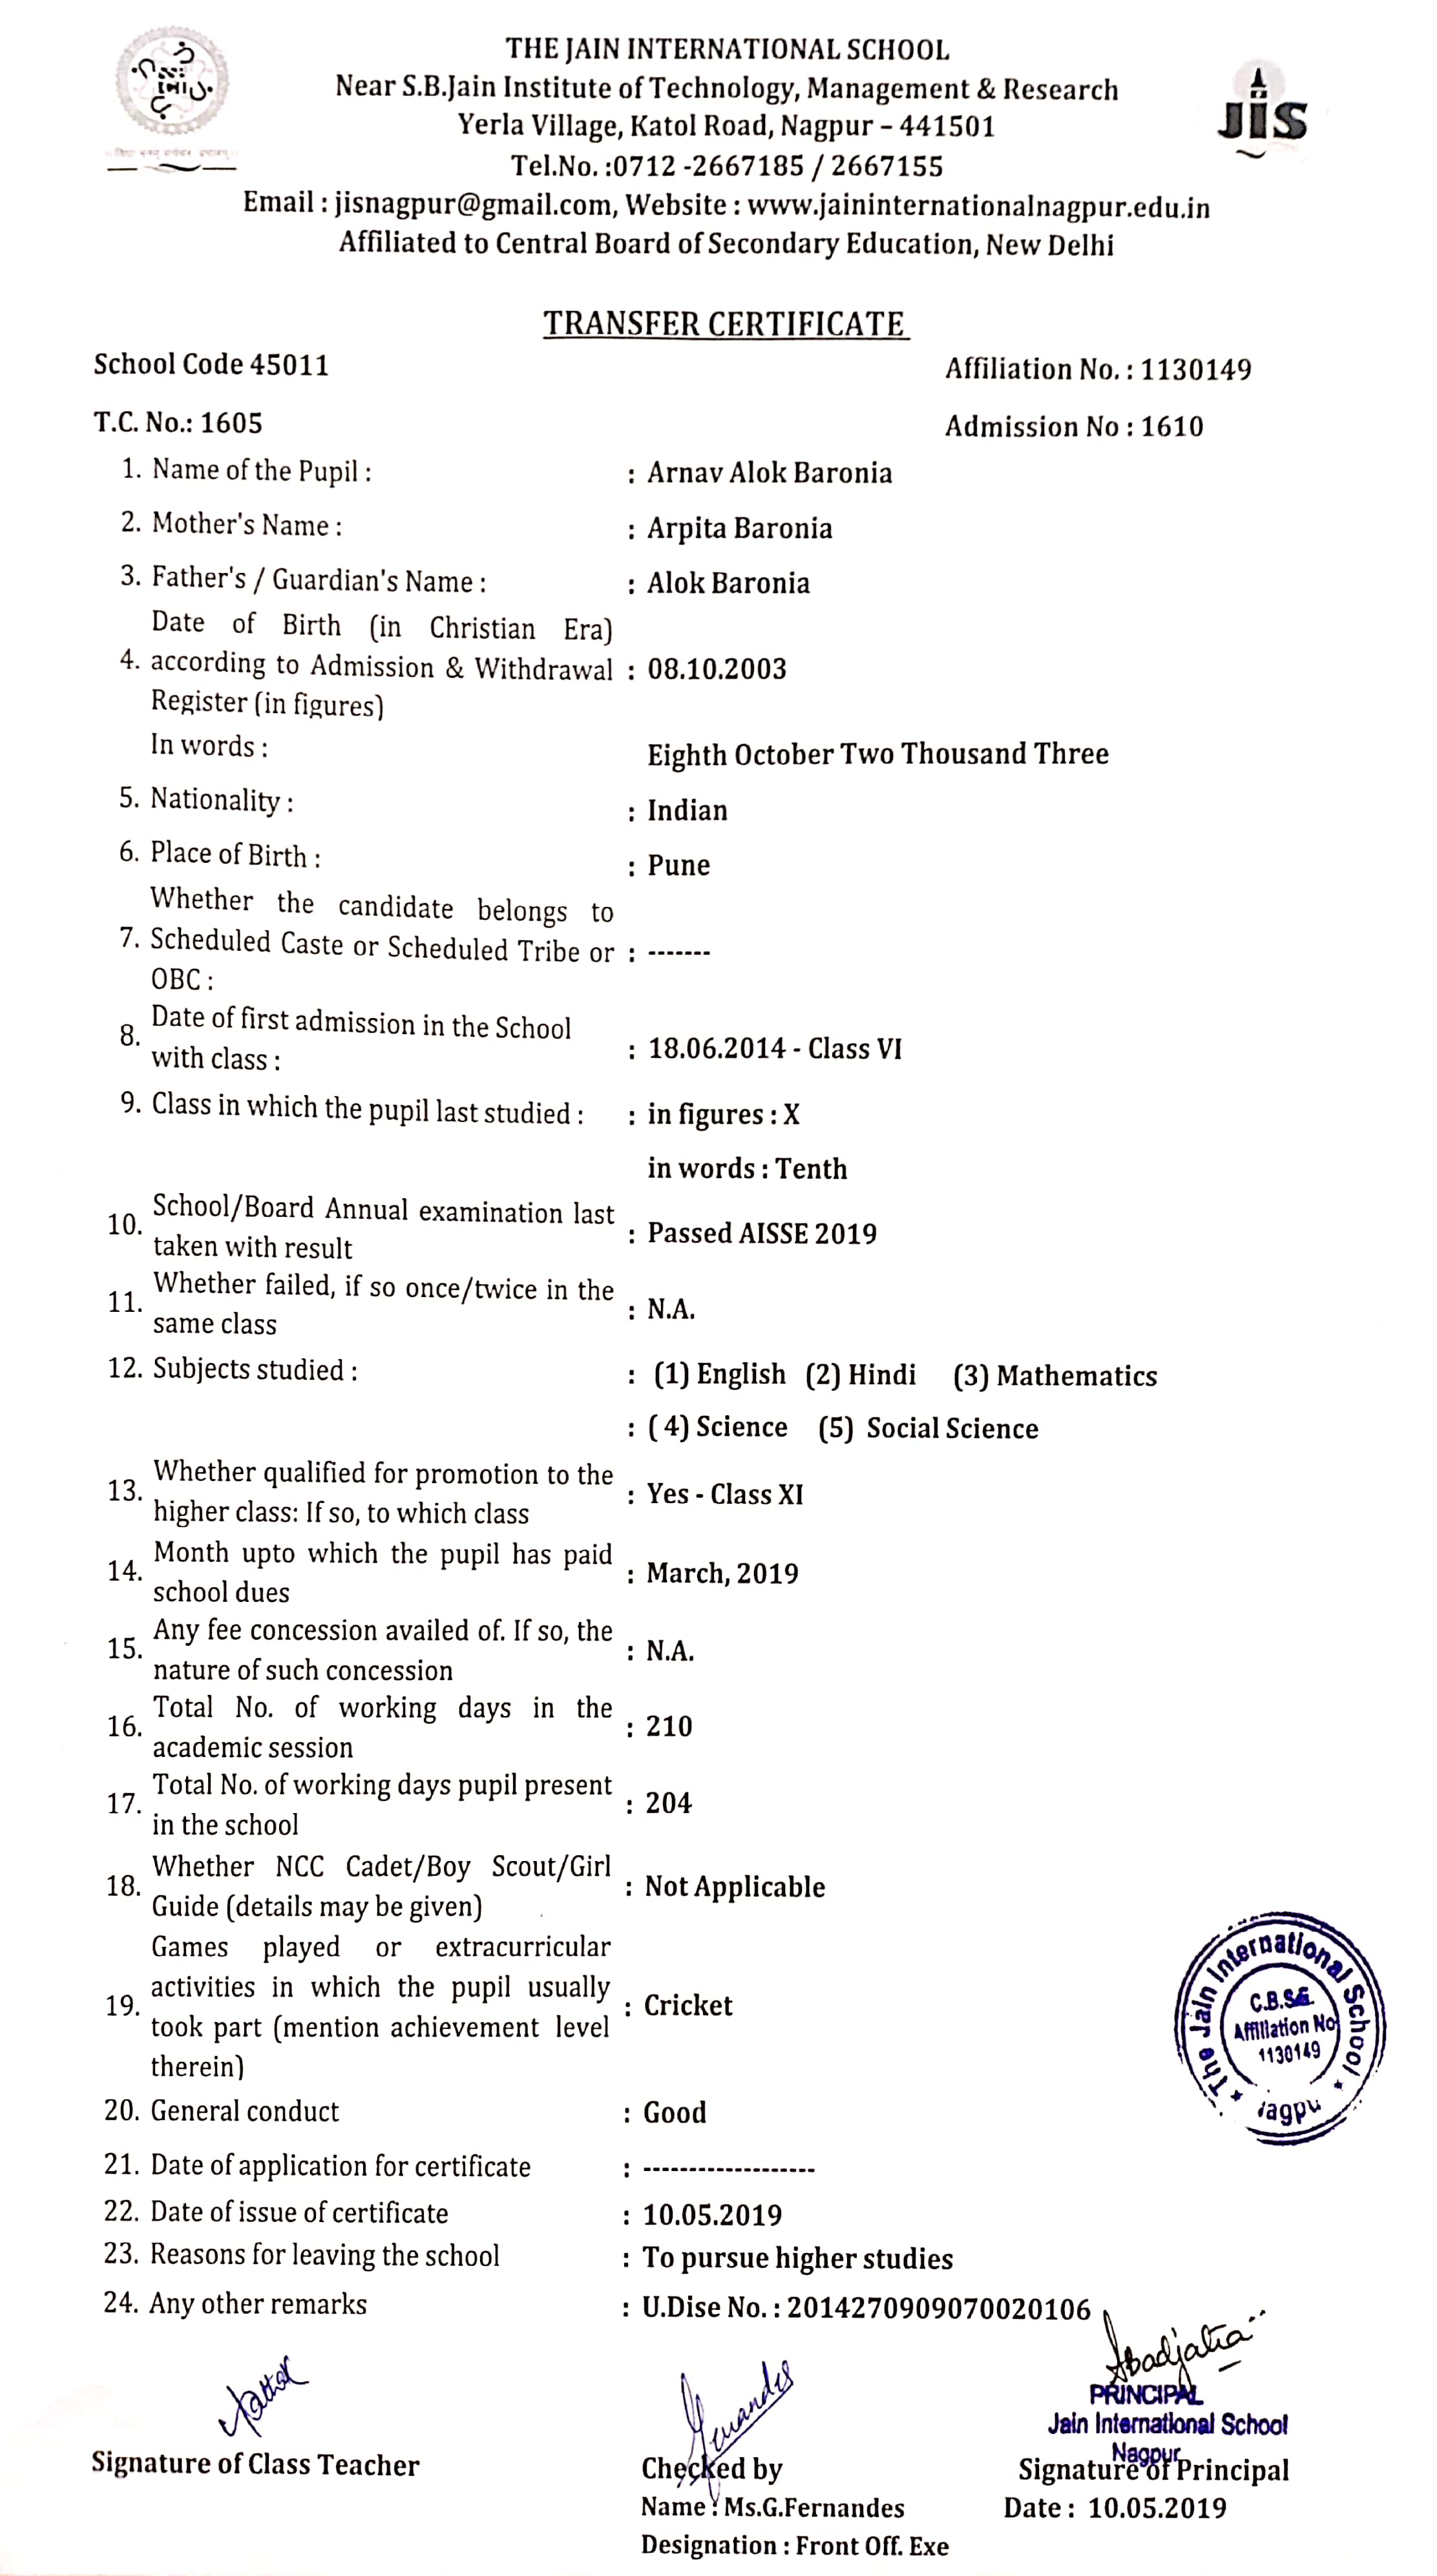 THE JAIN INTERNATIONAL SCHOOL
Near S.B.Jain Institute of Technology, Management & Research
Yerla Village, Katol Road, Nagpur – 441501
Tel.No. :0712 -2667185 / 2667155
Email : jisnagpur@gmail.com, Website : www.jaininternationalnagpur.edu.in
Affiliated to Central Board of Secondary Education, New Delhi
JIS
TRANSFER CERTIFICATE
School Code 45011 Affiliation No. : 1130149
T.C. No.: 1605 Admission No : 1610
1. Name of the Pupil : : Arnav Alok Baronia
2. Mother's Name : : Arpita Baronia
3. Father's / Guardian's Name : : Alok Baronia
Date of Birth (in Christian Era)
4. according to Admission & Withdrawal : 08.10.2003
Register (in figures)
In words : Eighth October Two Thousand Three
5. Nationality : : Indian
6. Place of Birth : : Pune
Whether the candidate belongs to
7. Scheduled Caste or Scheduled Tribe or : -------
OBC :
8. Date of first admission in the School
with class : : 18.06.2014 - Class VI
9. Class in which the pupil last studied : : in figures : X
in words : Tenth
10. School/Board Annual examination last
taken with result : Passed AISSE 2019
11. Whether failed, if so once/twice in the
same class : N.A.
12. Subjects studied : : (1) English (2) Hindi (3) Mathematics
: ( 4) Science (5) Social Science
13. Whether qualified for promotion to the
higher class: If so, to which class : Yes - Class XI
14. Month upto which the pupil has paid
school dues : March, 2019
15. Any fee concession availed of. If so, the
nature of such concession : N.A.
16. Total No. of working days in the
academic session : 210
17. Total No. of working days pupil present
in the school : 204
18. Whether NCC Cadet/Boy Scout/Girl
Guide (details may be given) : Not Applicable
Games played or extracurricular
activities in which the pupil usually
19. took part (mention achievement level : Cricket
therein)
The Jain International School
C.B.S.E.
Affiliation No
1130149
agpu
20. General conduct : Good
21. Date of application for certificate : -------------------
22. Date of issue of certificate : 10.05.2019
23. Reasons for leaving the school : To pursue higher studies
24. Any other remarks : U.Dise No. : 2014270909070020106
PRINCIPAL
Jain International School
Nagpur
Signature of Class Teacher Checked by Signature of Principal
Name : Ms.G.Fernandes Date : 10.05.2019
Designation : Front Off. Exe